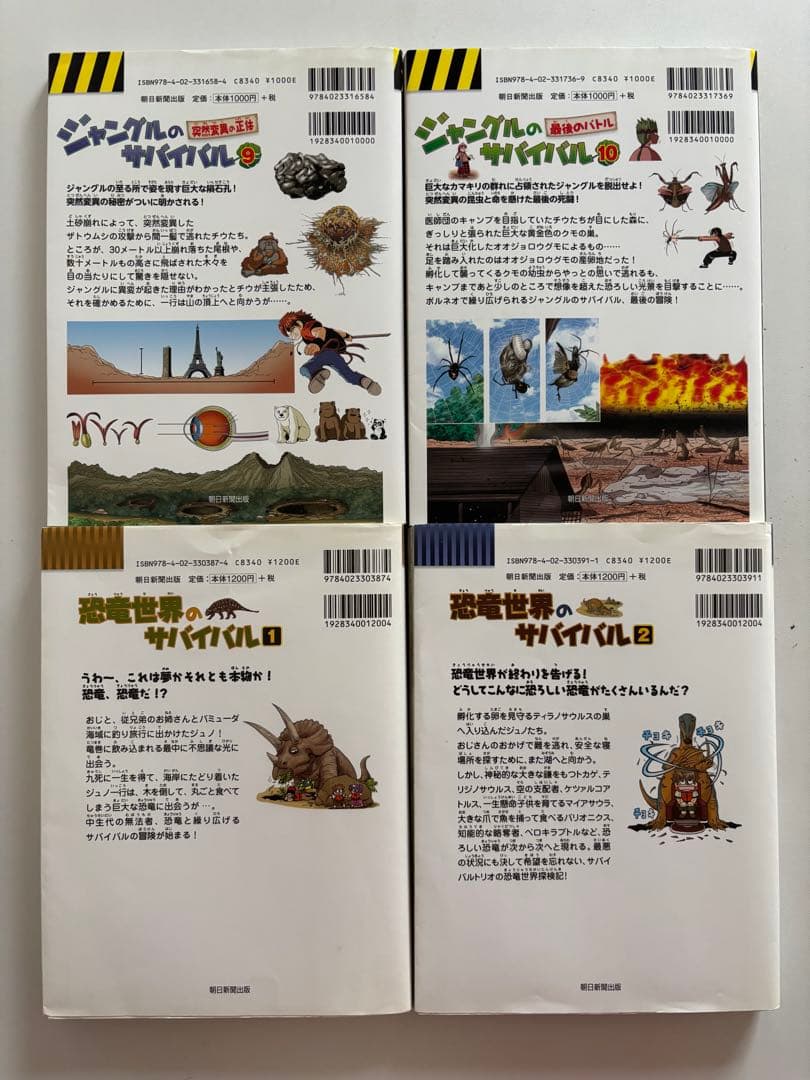 ISBN978-4-02-331658-4 C8340 ¥1000E
朝日新聞出版 定価：本体1000円＋税
9784023316584
1928340010000
ジャングルの
突然変異の正体
サバイバル9
ジャングルの至る所で姿を現す巨大な隕石孔！
突然変異の秘密がついに明かされる！
土砂崩れによって、突然変異した
ザトウムシの攻撃から間一髪で逃れたチウたち。
ところが、30メートル以上崩れ落ちた尾根や、
数十メートルもの高さに飛ばされた木々を
目の当たりにして驚きを隠せない。
ジャングルに異変が起きた理由がわかったとチウが主張したため、
それを確かめるために、一行は山の頂上へと向かうが……。
朝日新聞出版
ISBN978-4-02-331736-9 C8340 ¥1000E
朝日新聞出版 定価：本体1000円＋税
9784023317369
1928340010000
ジャングルの
最後のバトル
サバイバル10
巨大なカマキリの群れに占領されたジャングルを脱出せよ！
突然変異の昆虫と命を懸けた最後の死闘！
医師団のキャンプを目指していたチウたちが目にした森に、
ぎっしりと張られた巨大な黄金色のクモの巣。
それは巨大化したオオジョロウグモによるもの……
足を踏み入れたのはオオジョロウグモの産卵地だった！
孵化して襲ってくるクモの幼虫からやっとの思いで逃れるも、
キャンプまであと少しのところで想像を超えた恐ろしい光景を目撃することに……。
ボルネオで繰り広げられるジャングルのサバイバル、最後の冒険！
朝日新聞出版
ISBN978-4-02-330387-4 C8340 ¥1200E
朝日新聞出版 定価：本体1200円＋税
9784023303874
1928340012004
恐竜世界の
サバイバル1
うわ〜、これは夢かそれとも本物か！
恐竜、恐竜だ！？
おじと、従兄弟のお姉さんとバミューダ
海域に釣り旅行に出かけたジュノ！
竜巻に飲み込まれる最中に不思議な光に
出会う。
九死に一生を得て、海岸にたどり着いた
ジュノ一行は、木を倒して、丸ごと食べて
しまう巨大な恐竜に出会うが…。
中生代の無法者、恐竜と繰り広げる
サバイバルの冒険が始まる！
朝日新聞出版
ISBN978-4-02-330391-1 C8340 ¥1200E
朝日新聞出版 定価：本体1200円＋税
9784023303911
1928340012004
恐竜世界の
サバイバル2
恐竜世界が終わりを告げる！
どうしてこんなに恐ろしい恐竜がたくさんいるんだ？
孵化する卵を見守るティラノサウルスの巣
へ入り込んだジュノたち。
おじさんのおかげで難を逃れ、安全な寝
場所を探すために、また湖へと向かう。
しかし、神秘的な大きな鎌をもつトカゲ、テ
リジノサウルス、空の支配者、ケツァルコア
トルス、一生懸命子供を育てるマイアサウラ、
大きな爪で魚を捕って食べるバリオニクス、
知能的な略奪者、ベロキラプトルなど、恐
ろしい恐竜が次から次へと現れる。最悪
の状況にも決して希望を忘れない、サバイ
バルトリオの恐竜世界探検記！
チョキ
チョキ
チョキ
朝日新聞出版